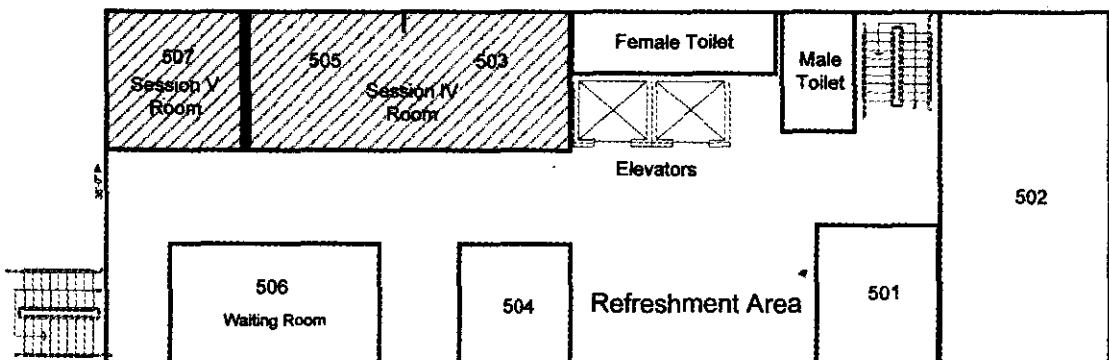 507
Session V
Room
505
503
Session IV
Room
Female Toilet
Male
Toilet
Elevators
502
506
Waiting Room
504
Refreshment Area
501